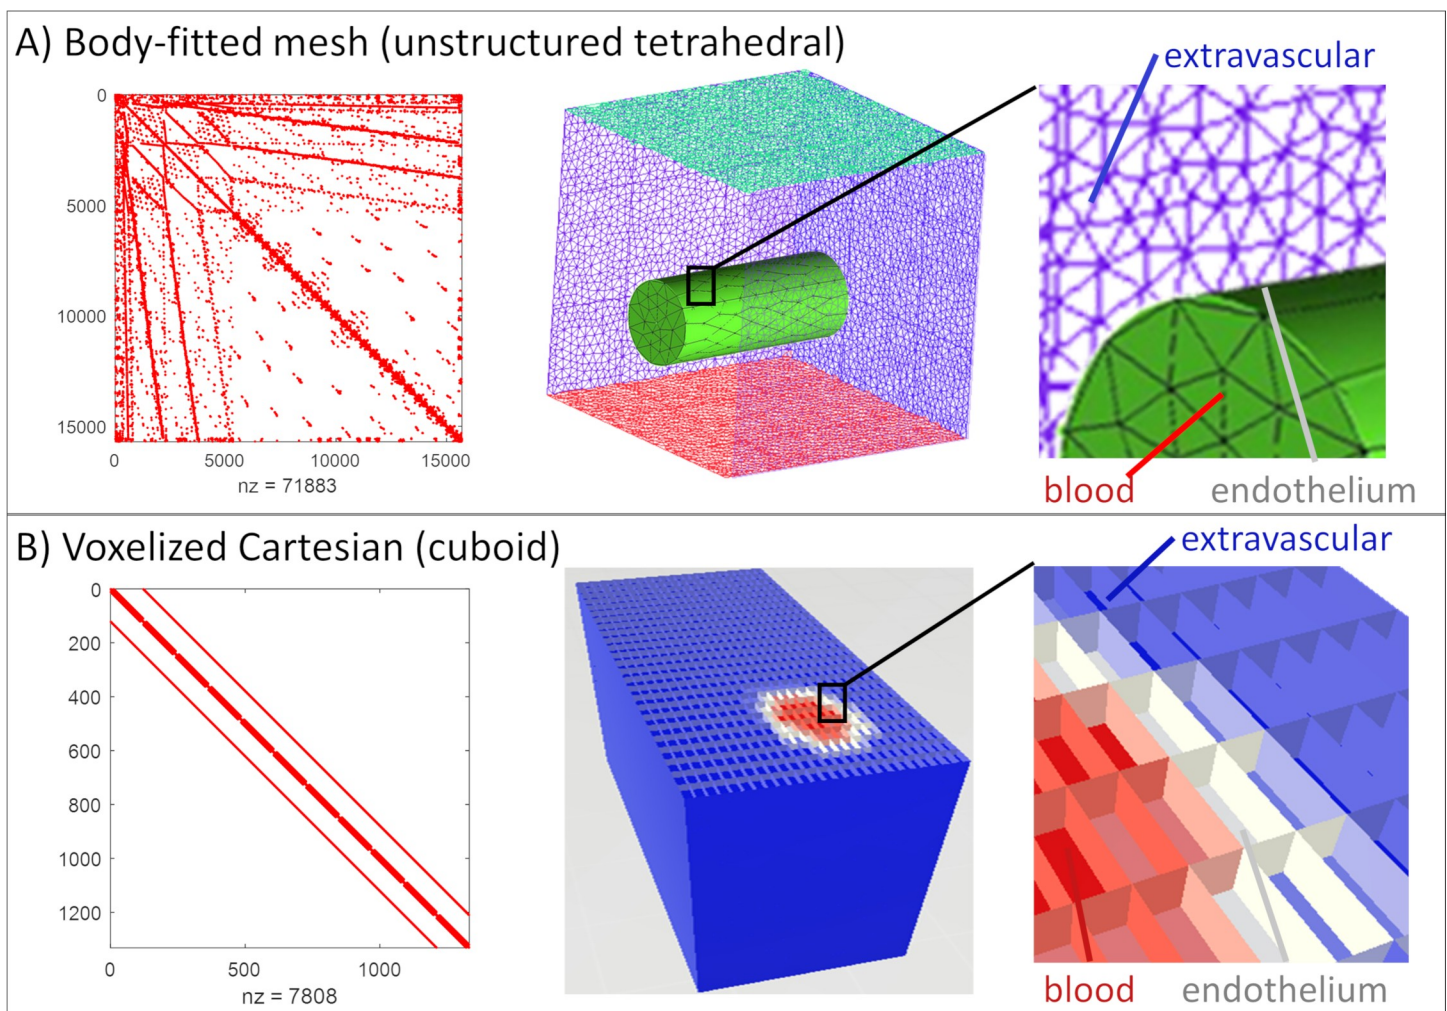 A) Body-fitted mesh (unstructured tetrahedral)
extravascular
0
5000
10000
15000
0 5000 10000 15000
nz = 71883
blood endothelium
B) Voxelized Cartesian (cuboid)
extravascular
0
200
400
600
800
1000
1200
0 500 1000
nz = 7808
blood endothelium